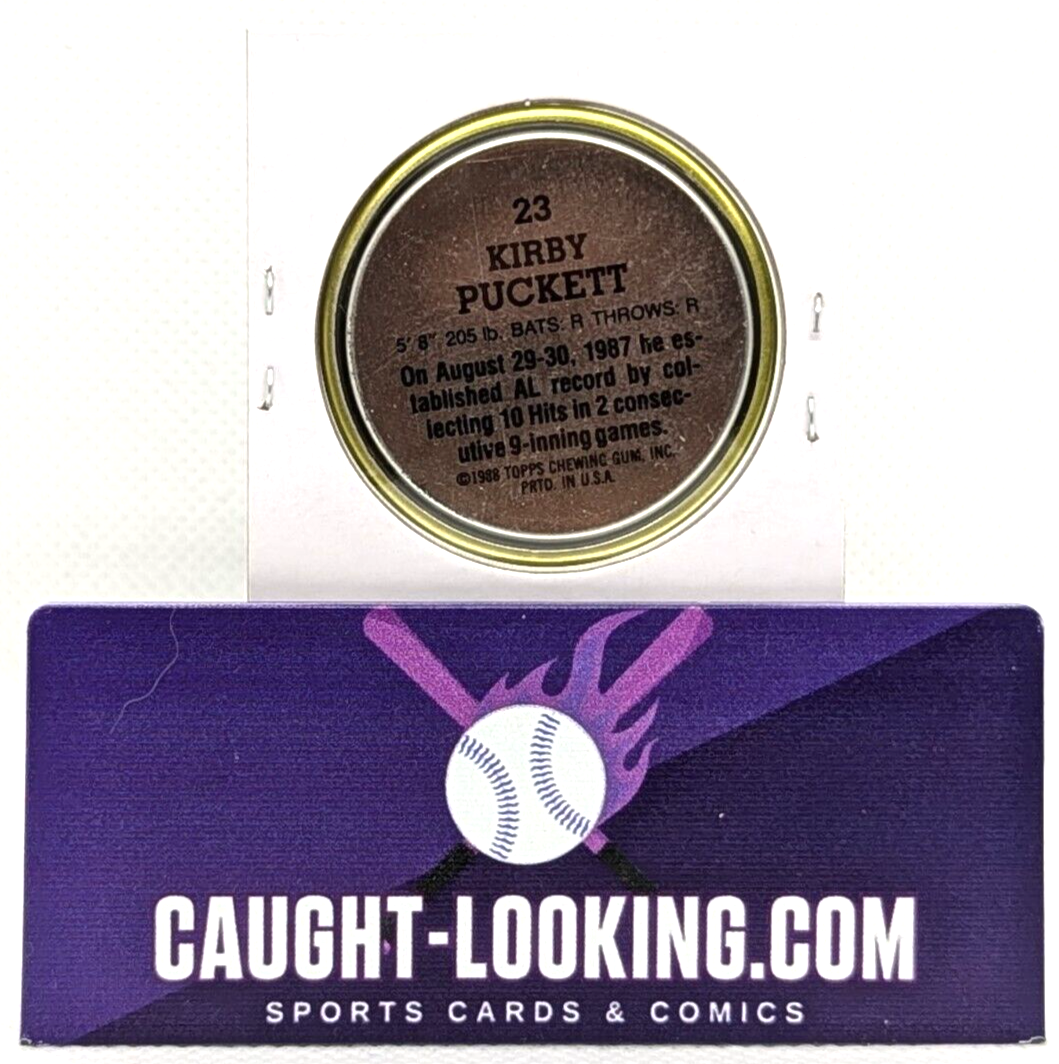 23
KIRBY
PUCKETT
5' 8" 205 lb. BATS: R THROWS: R
On August 29-30, 1987 he es-
tablished AL record by col-
lecting 10 Hits in 2 consec-
utive 9-inning games.
©1988 TOPPS CHEWING GUM, INC.
PRTD. IN U.S.A.
CAUGHT-LOOKING.COM
SPORTS CARDS & COMICS